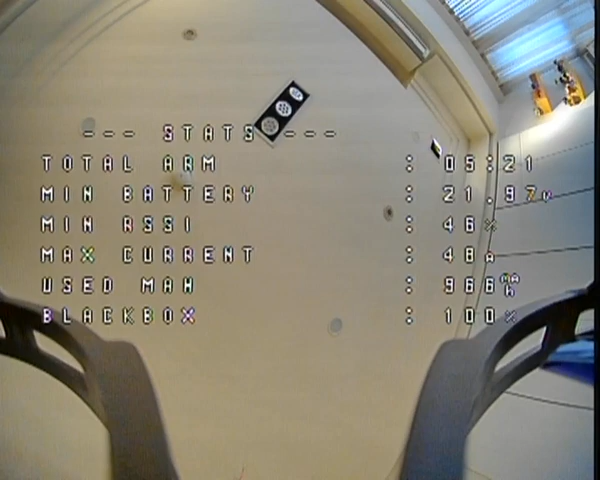 --- STATS ---
TOTAL ARM : 05:21
MIN BATTERY : 21.97V
MIN RSSI : 46%
MAX CURRENT : 48A
USED MAH : 966MAH
BLACKBOX : 100%